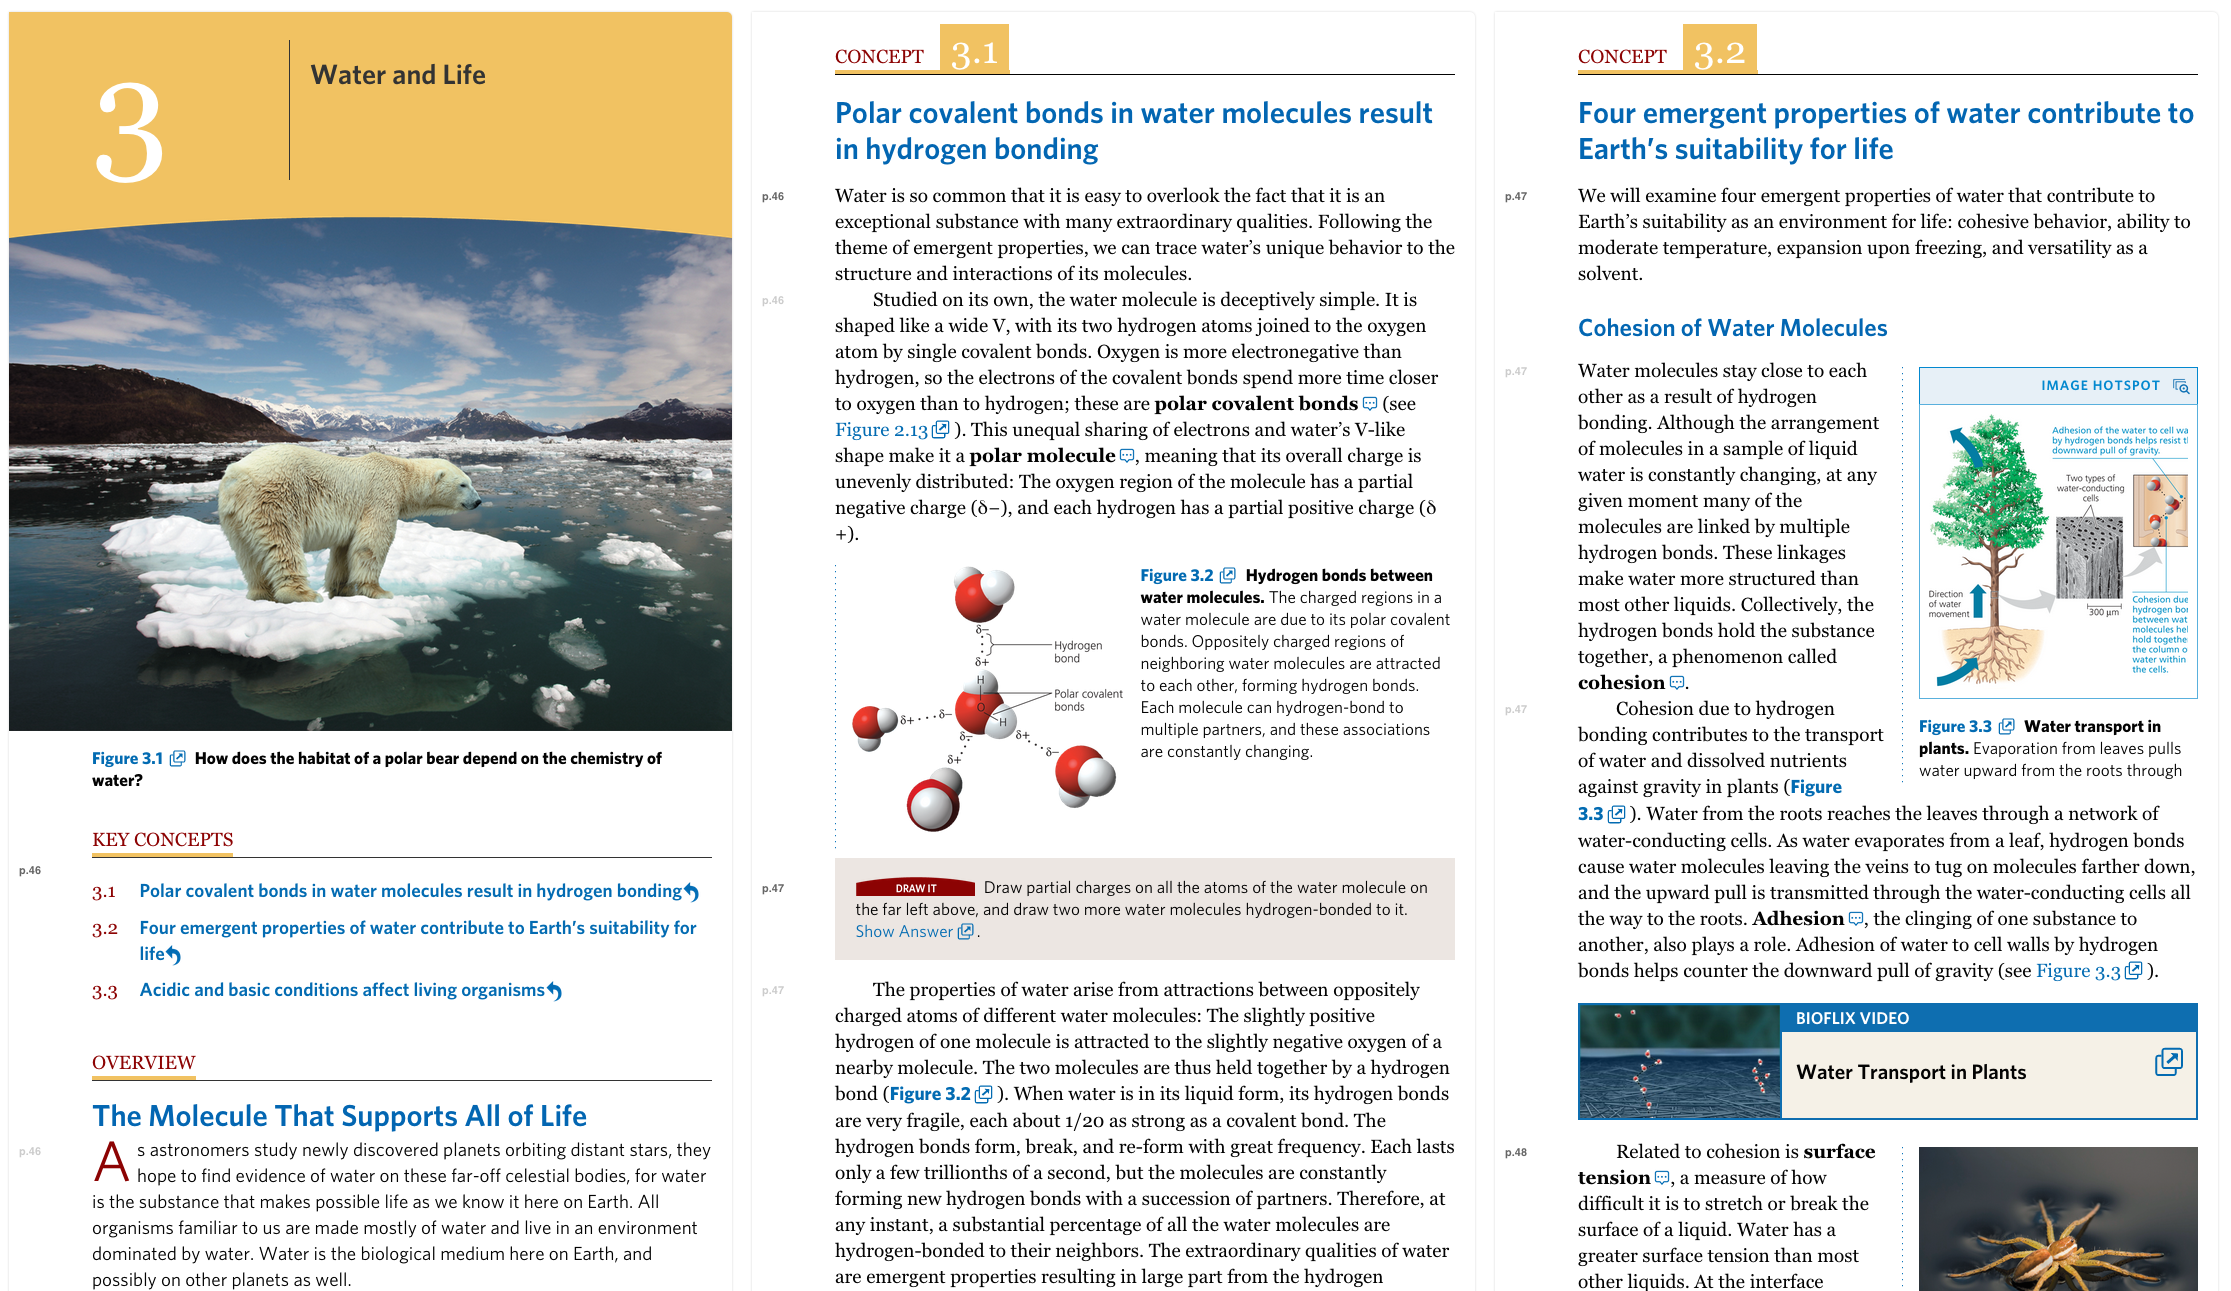 3
Water and Life
Figure 3.1 How does the habitat of a polar bear depend on the chemistry of
water?
KEY CONCEPTS
p.46
3.1 Polar covalent bonds in water molecules result in hydrogen bonding
3.2 Four emergent properties of water contribute to Earth's suitability for
life
3.3 Acidic and basic conditions affect living organisms
OVERVIEW
The Molecule That Supports All of Life
p.46
As astronomers study newly discovered planets orbiting distant stars, they
hope to find evidence of water on these far-off celestial bodies, for water
is the substance that makes possible life as we know it here on Earth. All
organisms familiar to us are made mostly of water and live in an environment
dominated by water. Water is the biological medium here on Earth, and
possibly on other planets as well.
CONCEPT 3.1
Polar covalent bonds in water molecules result
in hydrogen bonding
p.46
Water is so common that it is easy to overlook the fact that it is an
exceptional substance with many extraordinary qualities. Following the
theme of emergent properties, we can trace water's unique behavior to the
structure and interactions of its molecules.
p.46
Studied on its own, the water molecule is deceptively simple. It is
shaped like a wide V, with its two hydrogen atoms joined to the oxygen
atom by single covalent bonds. Oxygen is more electronegative than
hydrogen, so the electrons of the covalent bonds spend more time closer
to oxygen than to hydrogen; these are polar covalent bonds (see
Figure 2.13 ). This unequal sharing of electrons and water's V-like
shape make it a polar molecule , meaning that its overall charge is
unevenly distributed: The oxygen region of the molecule has a partial
negative charge (δ−), and each hydrogen has a partial positive charge (δ
+).
δ−
Hydrogen
bond
δ+
H
Polar covalent
bonds
O
H
δ+
δ−
δ+
δ−
δ−
δ+
Figure 3.2 Hydrogen bonds between
water molecules. The charged regions in a
water molecule are due to its polar covalent
bonds. Oppositely charged regions of
neighboring water molecules are attracted
to each other, forming hydrogen bonds.
Each molecule can hydrogen-bond to
multiple partners, and these associations
are constantly changing.
p.47
DRAW IT Draw partial charges on all the atoms of the water molecule on
the far left above, and draw two more water molecules hydrogen-bonded to it.
Show Answer .
p.47
The properties of water arise from attractions between oppositely
charged atoms of different water molecules: The slightly positive
hydrogen of one molecule is attracted to the slightly negative oxygen of a
nearby molecule. The two molecules are thus held together by a hydrogen
bond (Figure 3.2 ). When water is in its liquid form, its hydrogen bonds
are very fragile, each about 1/20 as strong as a covalent bond. The
hydrogen bonds form, break, and re-form with great frequency. Each lasts
only a few trillionths of a second, but the molecules are constantly
forming new hydrogen bonds with a succession of partners. Therefore, at
any instant, a substantial percentage of all the water molecules are
hydrogen-bonded to their neighbors. The extraordinary qualities of water
are emergent properties resulting in large part from the hydrogen
CONCEPT 3.2
Four emergent properties of water contribute to
Earth's suitability for life
p.47
We will examine four emergent properties of water that contribute to
Earth's suitability as an environment for life: cohesive behavior, ability to
moderate temperature, expansion upon freezing, and versatility as a
solvent.
Cohesion of Water Molecules
p.47
Water molecules stay close to each
other as a result of hydrogen
bonding. Although the arrangement
of molecules in a sample of liquid
water is constantly changing, at any
given moment many of the
molecules are linked by multiple
hydrogen bonds. These linkages
make water more structured than
most other liquids. Collectively, the
hydrogen bonds hold the substance
together, a phenomenon called
cohesion .
p.47
Cohesion due to hydrogen
bonding contributes to the transport
of water and dissolved nutrients
against gravity in plants (Figure
3.3 ). Water from the roots reaches the leaves through a network of
water-conducting cells. As water evaporates from a leaf, hydrogen bonds
cause water molecules leaving the veins to tug on molecules farther down,
and the upward pull is transmitted through the water-conducting cells all
the way to the roots. Adhesion , the clinging of one substance to
another, also plays a role. Adhesion of water to cell walls by hydrogen
bonds helps counter the downward pull of gravity (see Figure 3.3 ).
IMAGE HOTSPOT
Adhesion of the water to cell wa
by hydrogen bonds helps resist t
downward pull of gravity.
Two types of
water-conducting
cells
Direction
of water
movement
300 µm
Cohesion due
hydrogen bor
between wat
molecules hel
hold togethe
the column o
water within
the cells.
Figure 3.3 Water transport in
plants. Evaporation from leaves pulls
water upward from the roots through
BIOFLIX VIDEO
Water Transport in Plants
p.48
Related to cohesion is surface
tension , a measure of how
difficult it is to stretch or break the
surface of a liquid. Water has a
greater surface tension than most
other liquids. At the interface